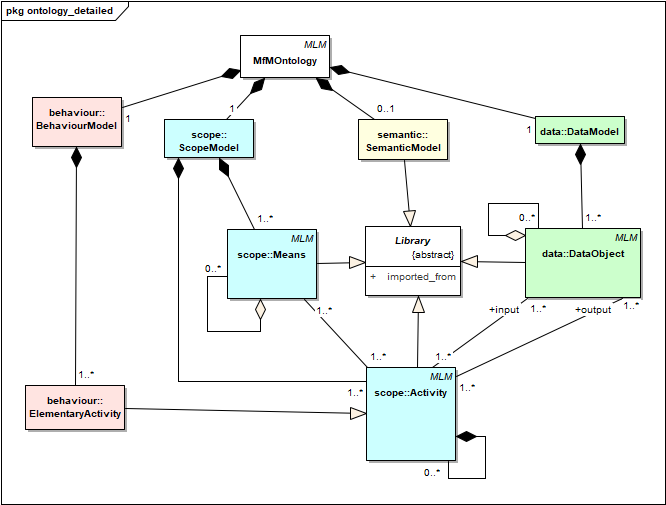 pkg ontology_detailed
MLM
MfMOntology
behaviour::
BehaviourModel
1
scope::
ScopeModel
1
semantic::
SemanticModel
0..1
data::DataModel
1
MLM
scope::Means
1..*
0..*
Library
{abstract}
+ imported_from
MLM
data::DataObject
1..*
0..*
+input
1..*
+output
1..*
1..*
1..*
1..*
1..*
MLM
scope::Activity
1..*
0..*
behaviour::
ElementaryActivity
1..*